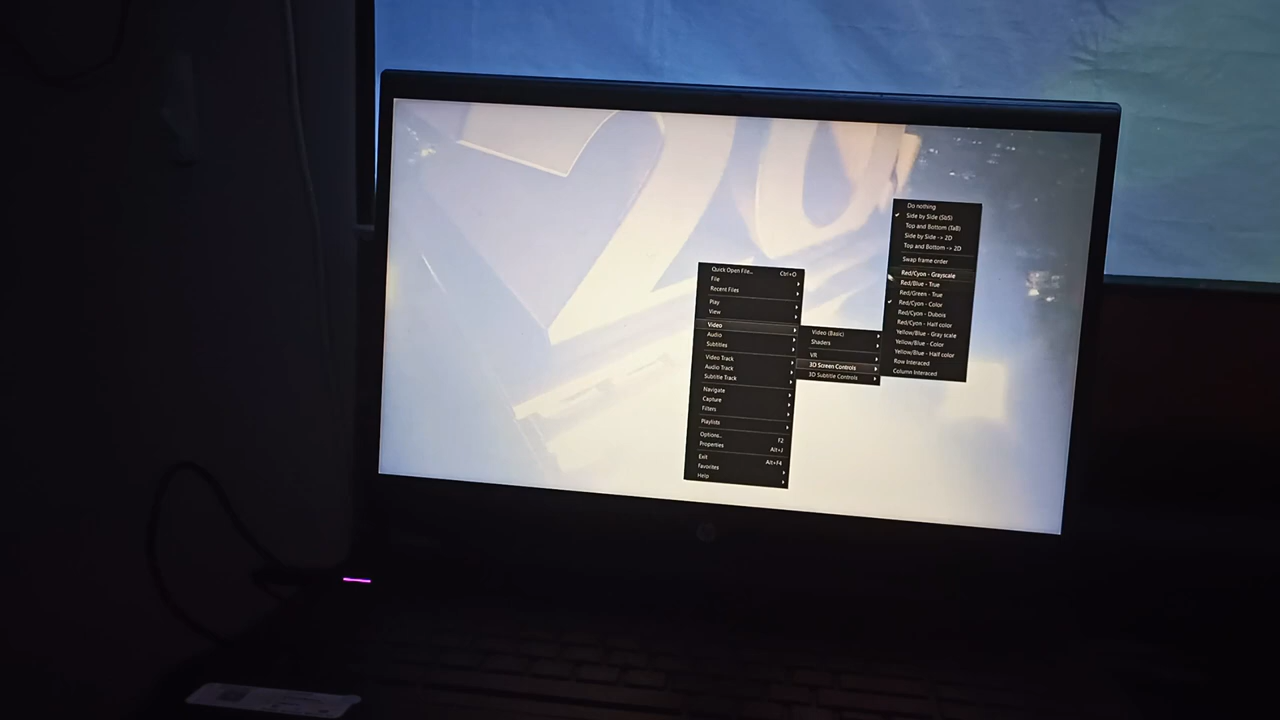 20
Quick Open File... Ctrl+O
File
Recent Files
Play
View
Video
Audio
Subtitles
Video Track
Audio Track
Subtitle Track
Navigate
Capture
Filters
Playlists
Options... F2
Properties Alt+J
Exit Alt+F4
Favorites
Help
Video (Basic)
Shaders
VR
3D Screen Controls
3D Subtitle Controls
Do nothing
Side by Side (SbS)
Top and Bottom (TaB)
Side by Side -> 2D
Top and Bottom -> 2D
Swap frame order
Red/Cyan - Grayscale
Red/Blue - True
Red/Green - True
Red/Cyan - Color
Red/Cyan - Dubois
Red/Cyan - Half color
Yellow/Blue - Gray scale
Yellow/Blue - Color
Yellow/Blue - Half color
Row Interaced
Column Interaced